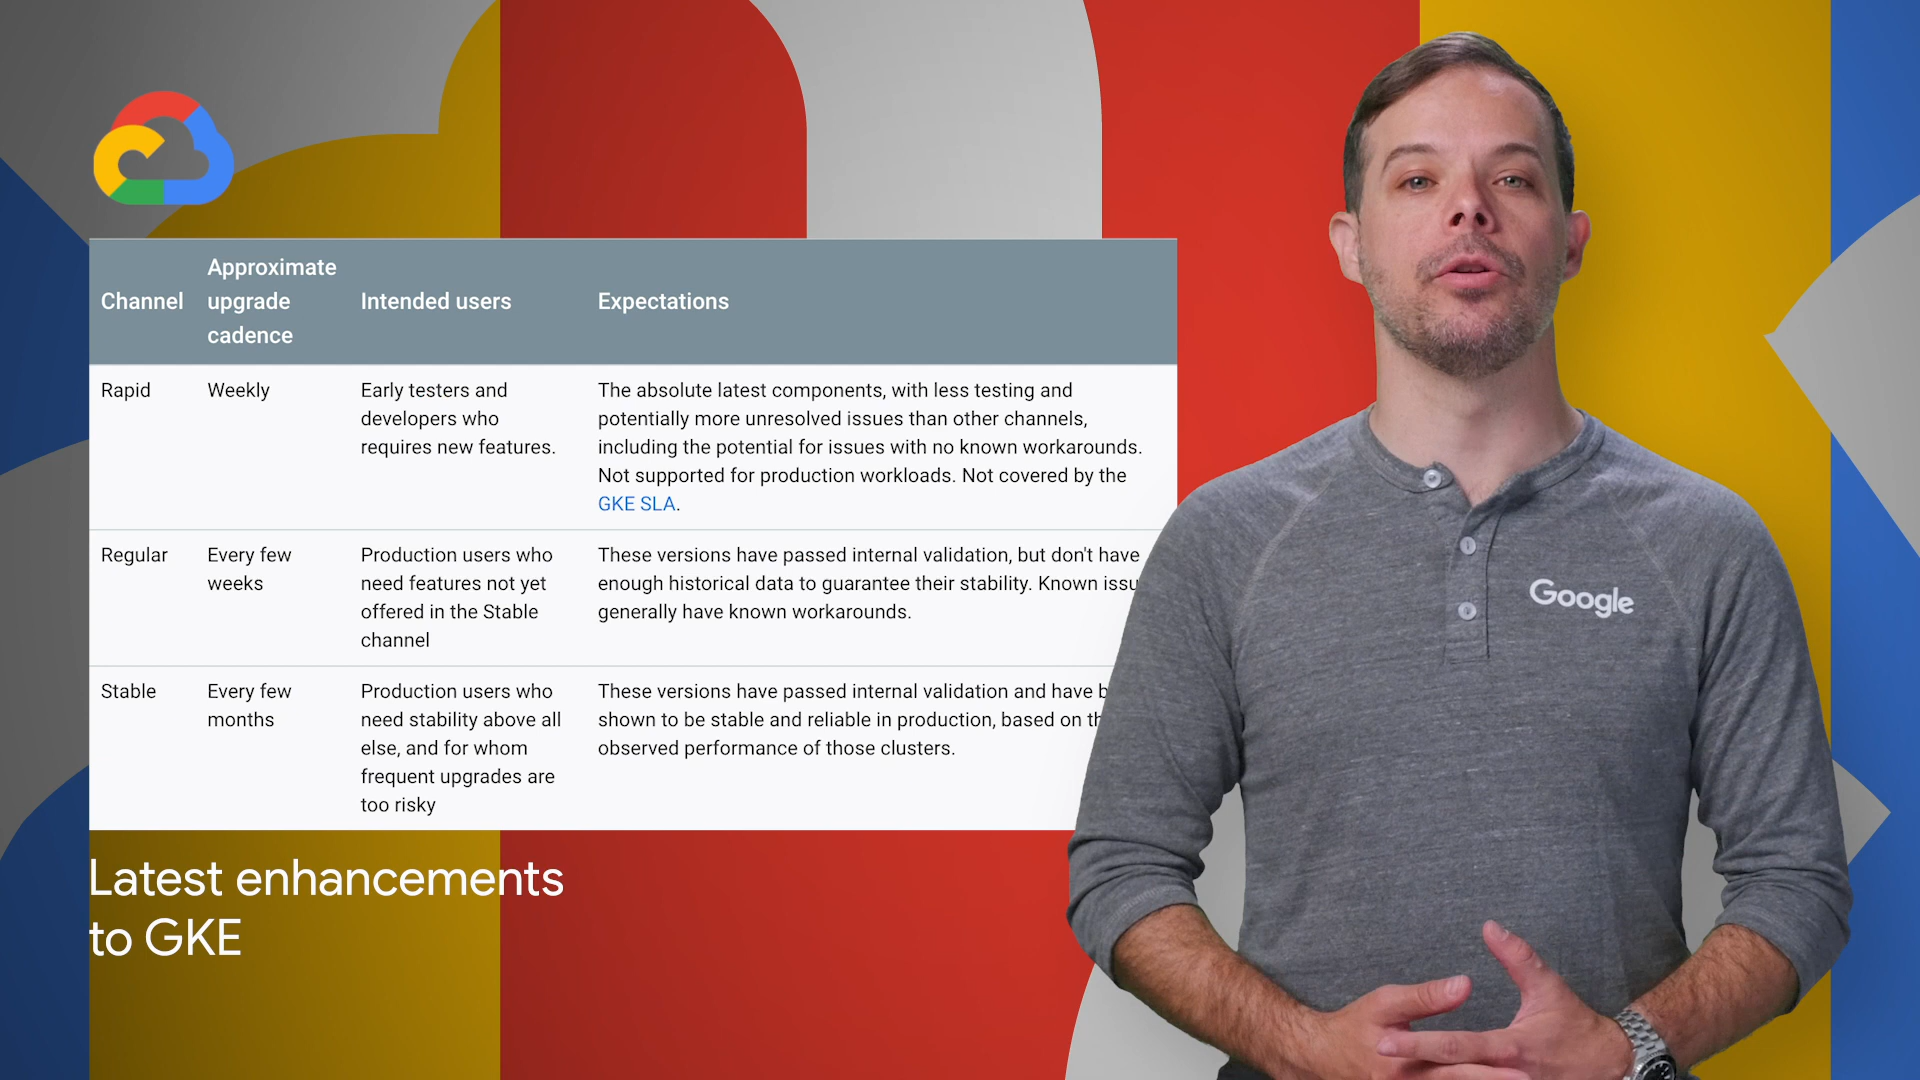 Channel
Approximate
upgrade
cadence
Intended users
Expectations
Rapid
Weekly
Early testers and
developers who
requires new features.
The absolute latest components, with less testing and
potentially more unresolved issues than other channels,
including the potential for issues with no known workarounds.
Not supported for production workloads. Not covered by the
GKE SLA.
Regular
Every few
weeks
Production users who
need features not yet
offered in the Stable
channel
These versions have passed internal validation, but don't have
enough historical data to guarantee their stability. Known
generally have known workarounds.
Stable
Every few
months
Production users who
need stability above all
else, and for whom
frequent upgrades are
too risky
These versions have passed internal validation and have
shown to be stable and reliable in production, based on
observed performance of those clusters.
Latest enhancements
to GKE
Google